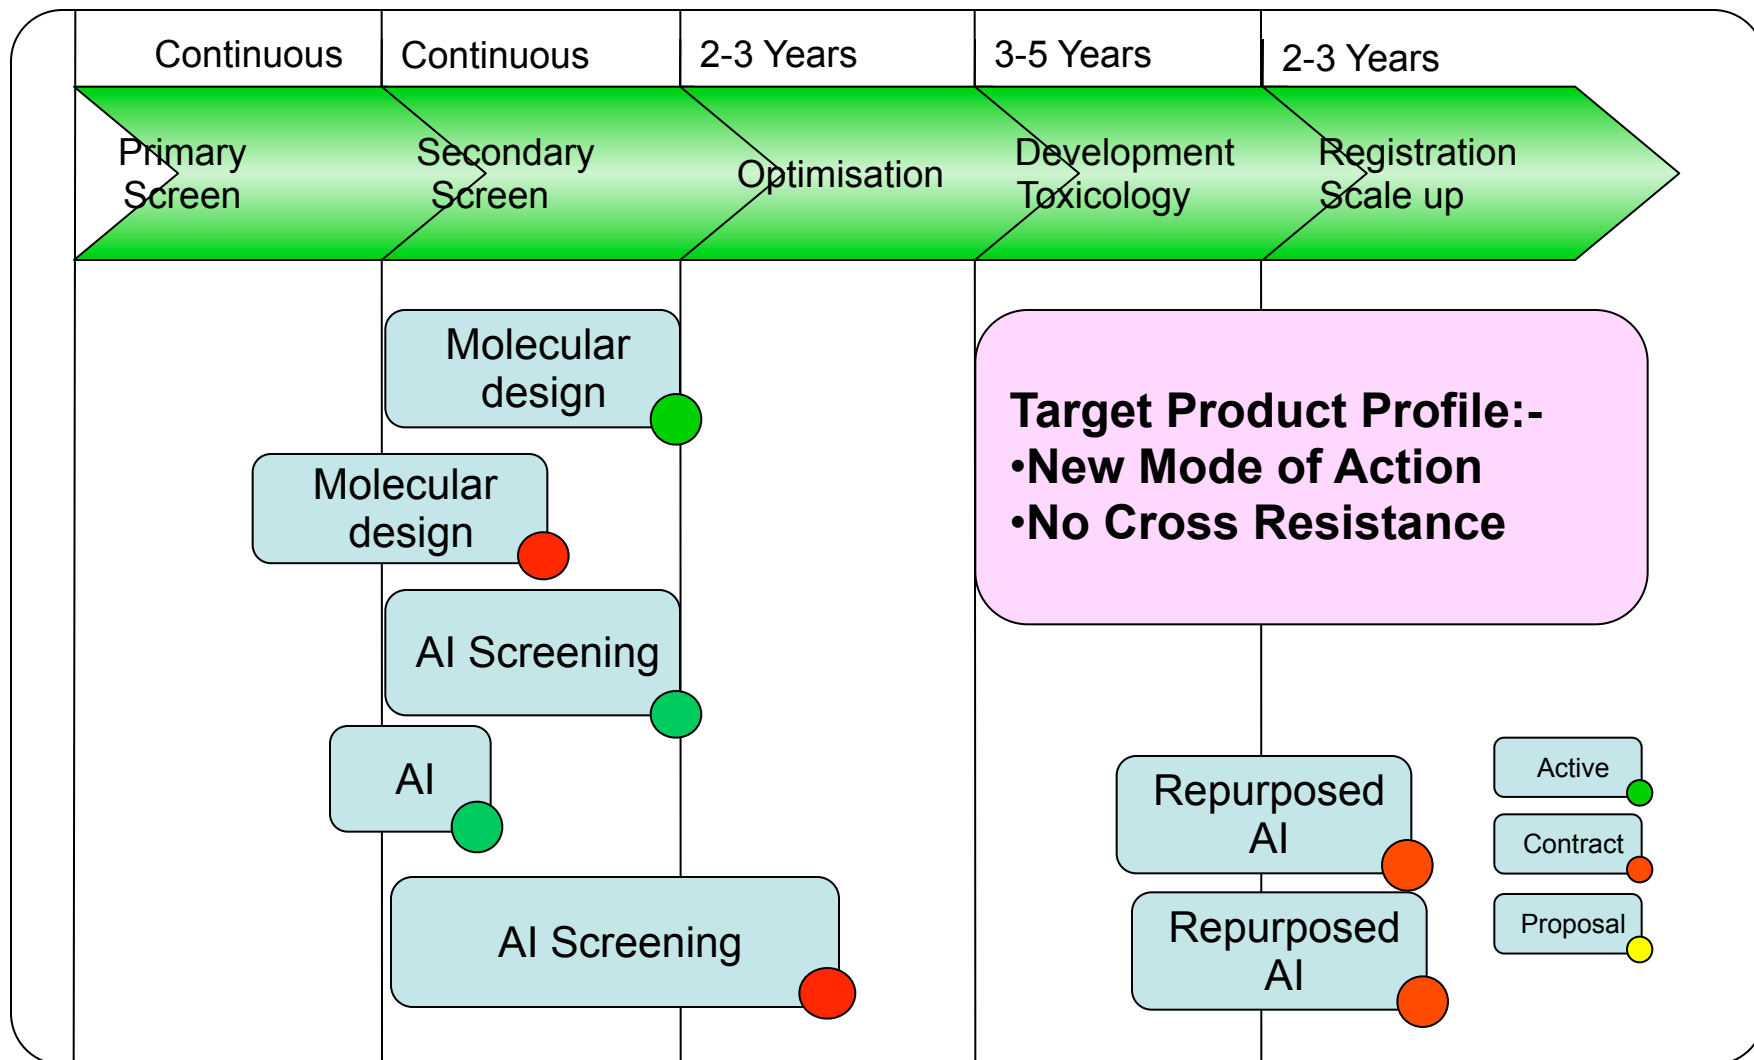 Continuous
Continuous
2-3 Years
3-5 Years
2-3 Years
Primary
Screen
Secondary
Screen
Optimisation
Development
Toxicology
Registration
Scale up
Molecular
design
Molecular
design
AI Screening
AI
AI Screening
Target Product Profile:-
•New Mode of Action
•No Cross Resistance
Repurposed
AI
Repurposed
AI
Active
Contract
Proposal